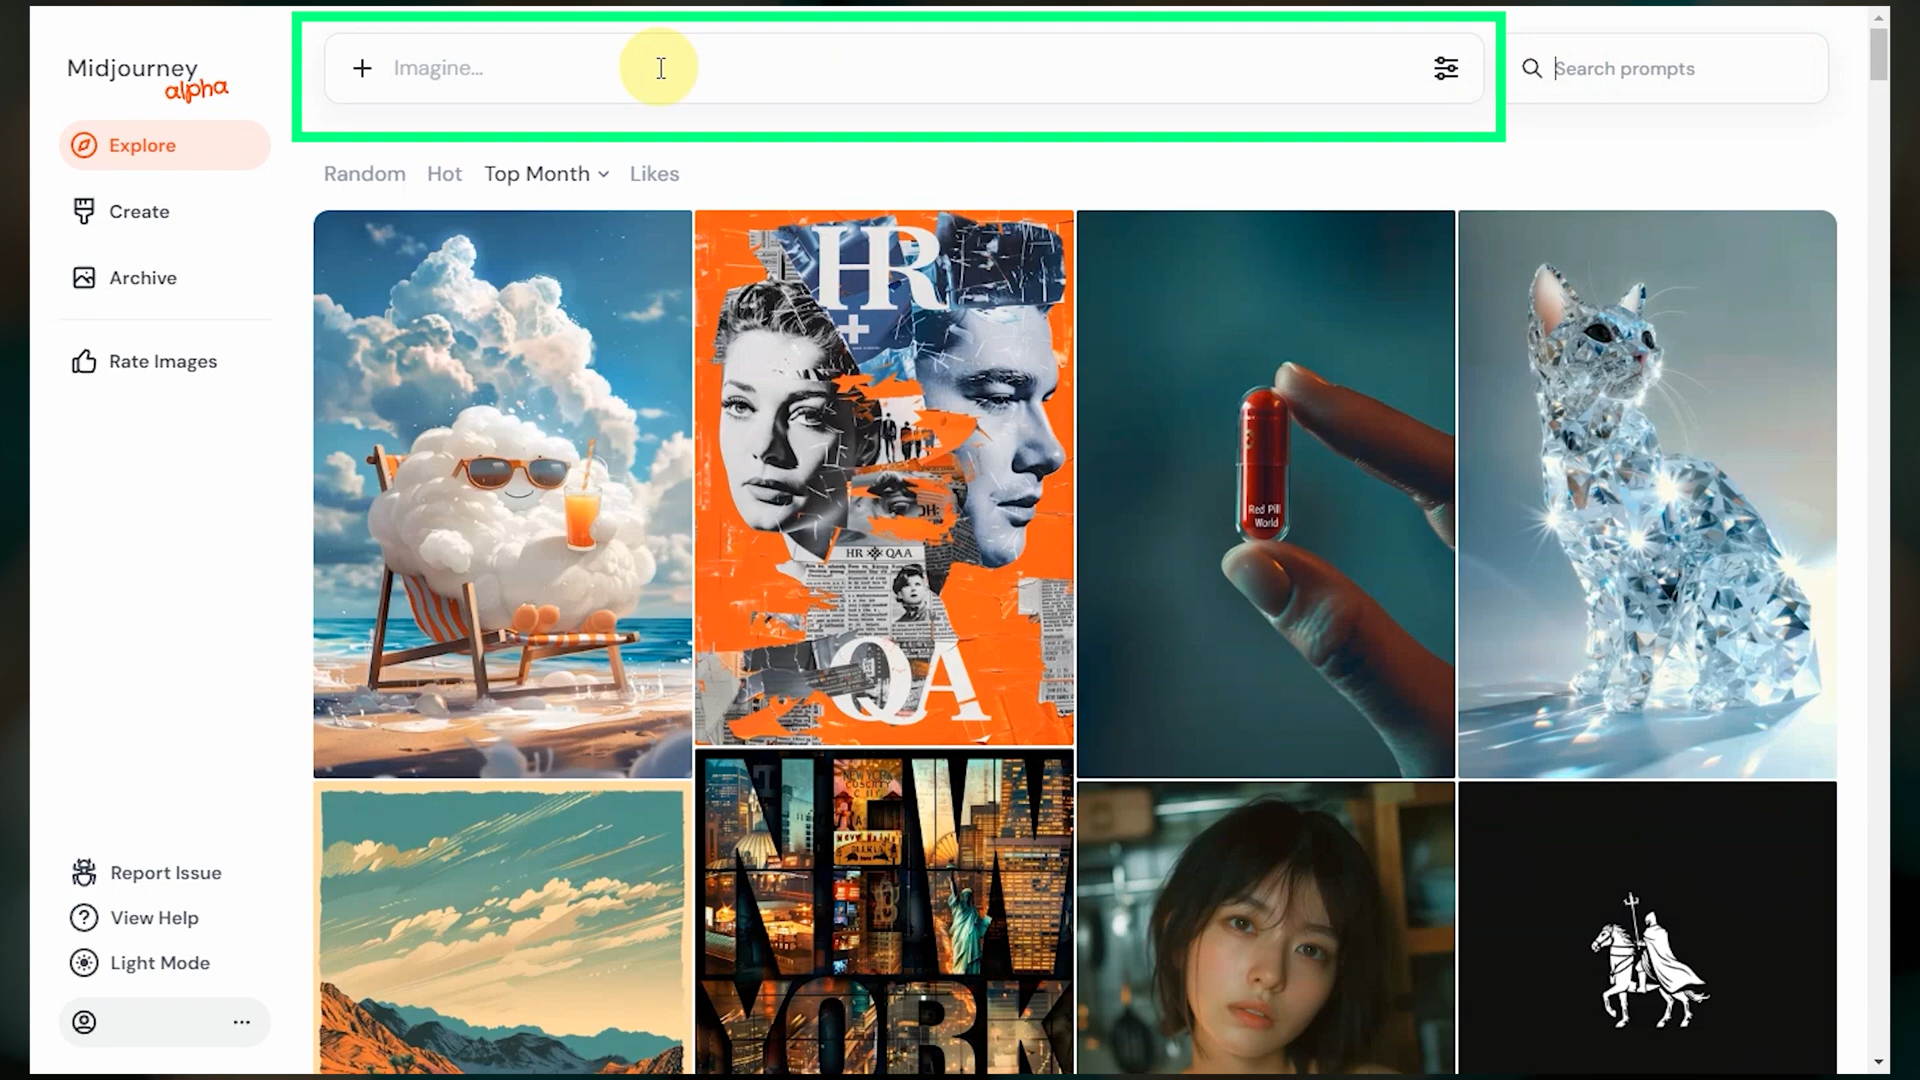 Midjourney
alpha
Imagine...
Search prompts
Explore
Create
Archive
Rate Images
Random Hot Top Month Likes
HR
+
HR QAA
QA
Red Pill
World
NEW
YORK
Report Issue
View Help
Light Mode